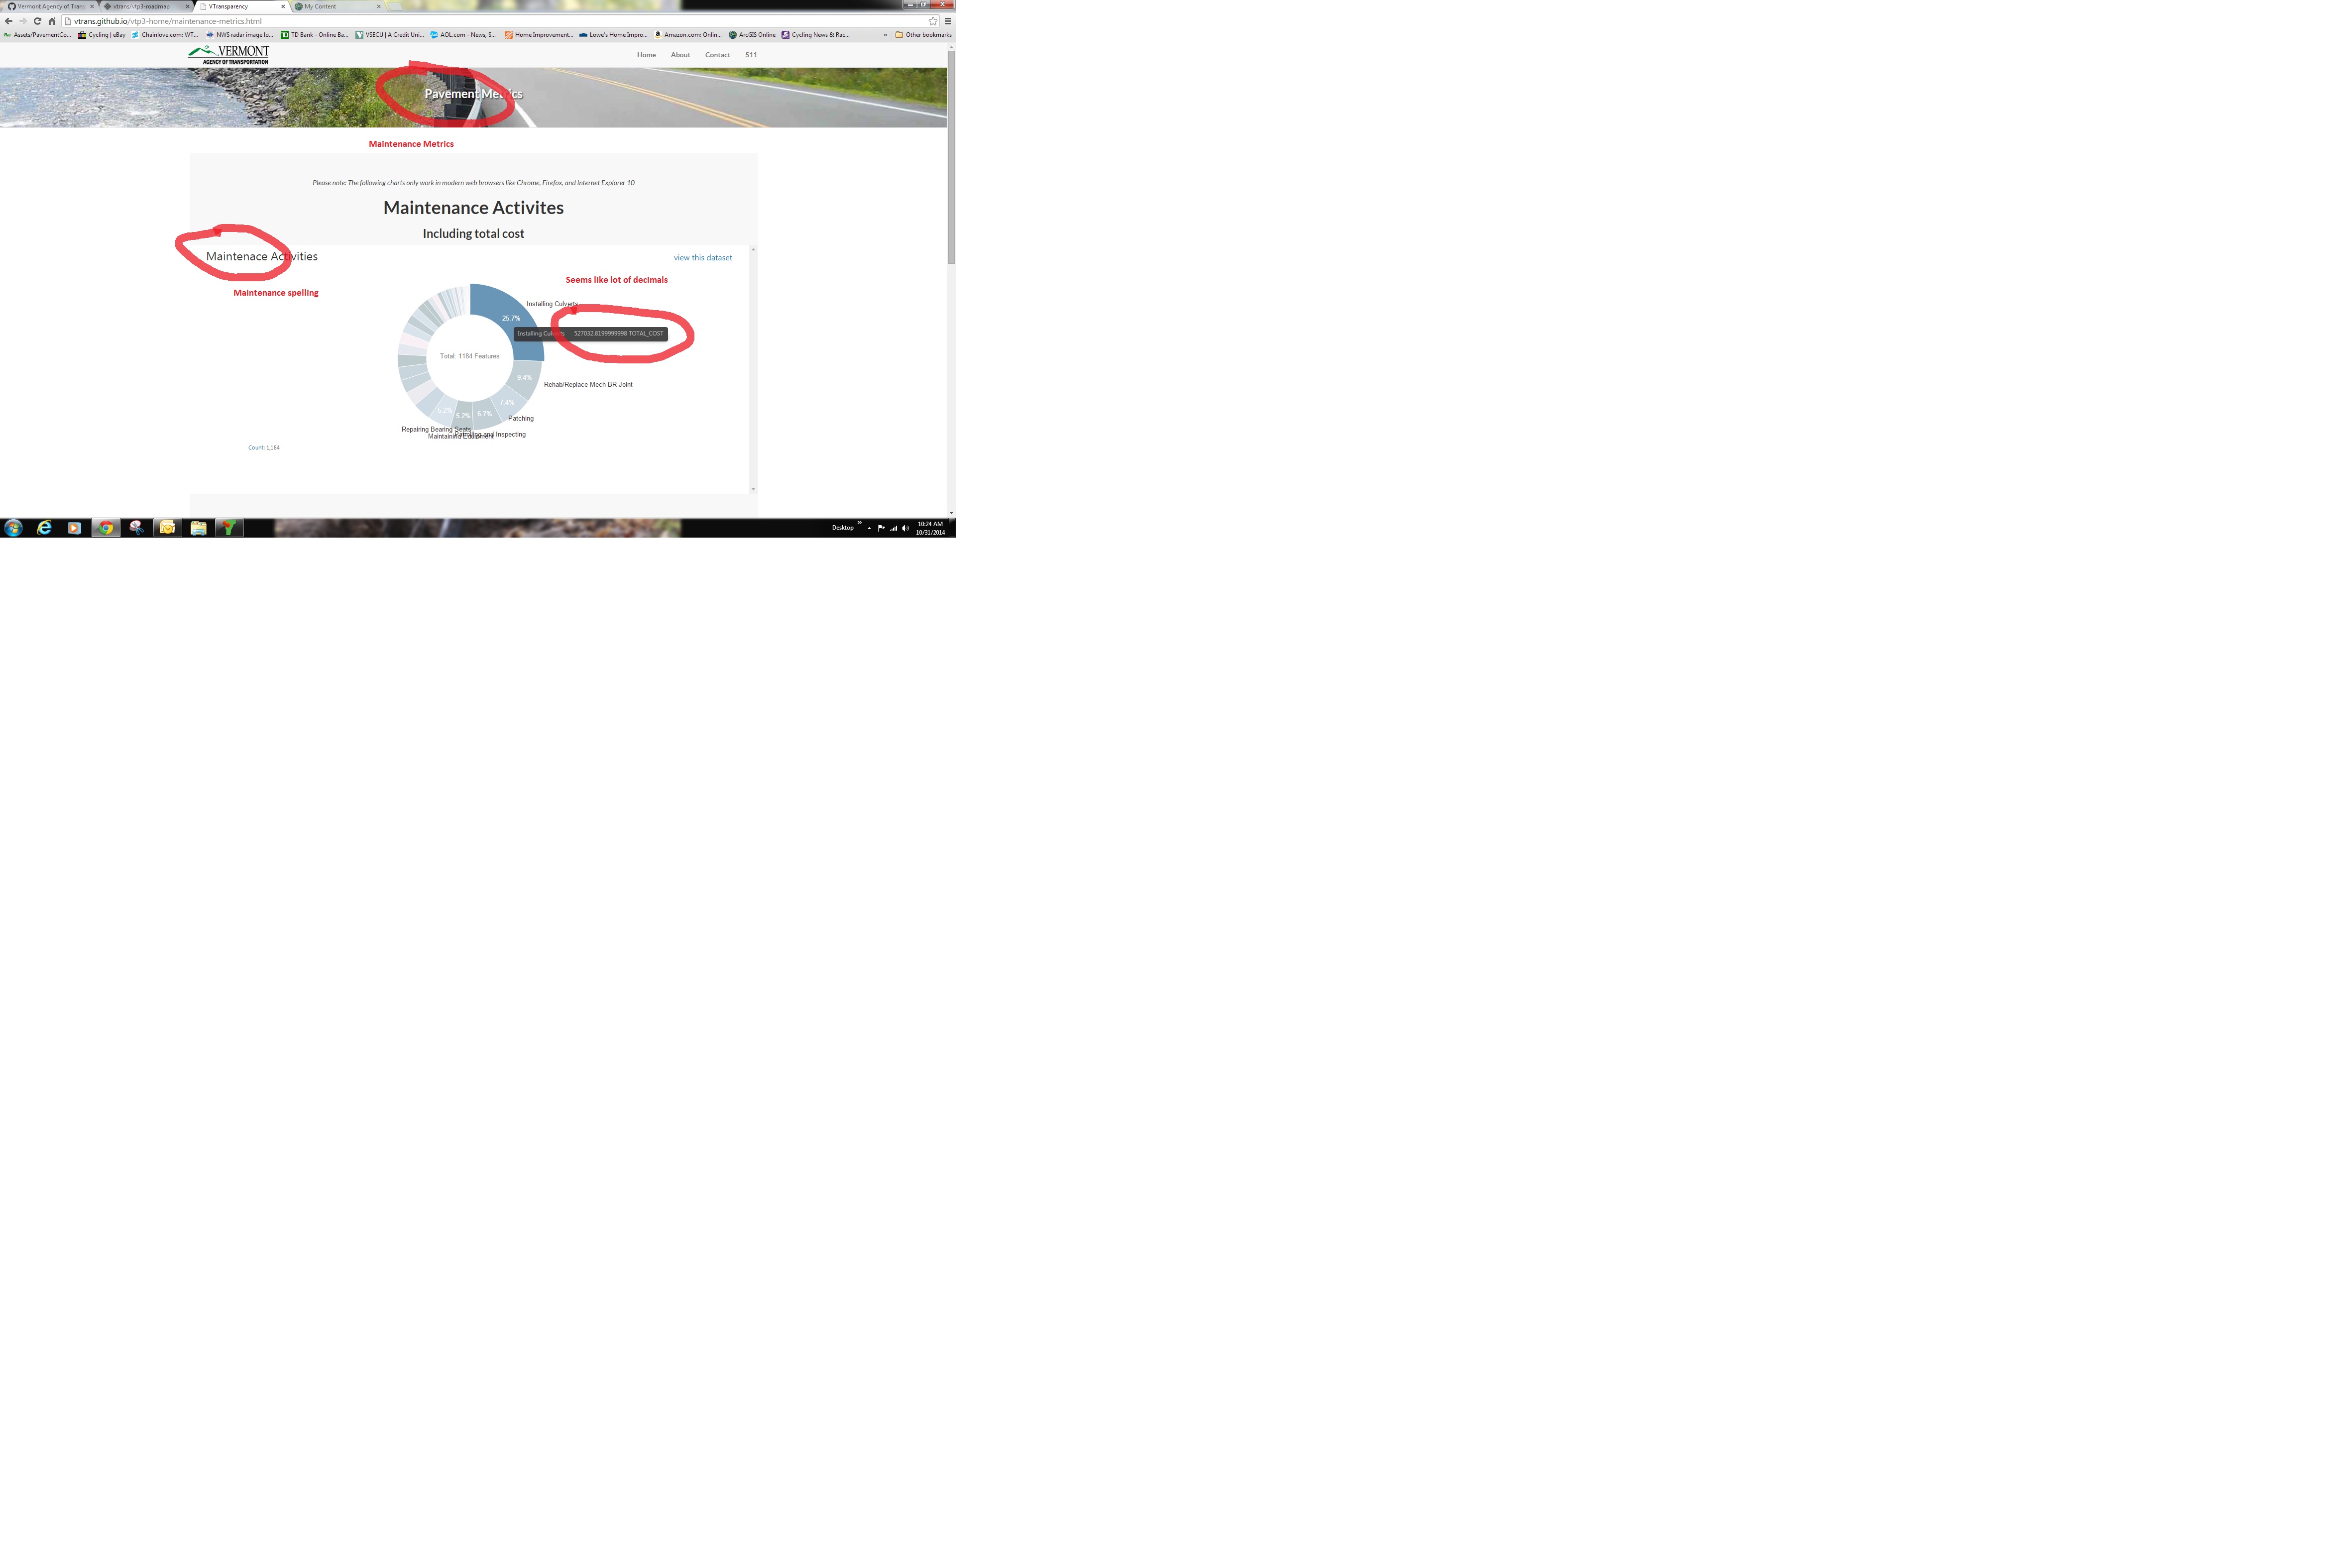 Vermont Agency of Trans
vtrans/vtp3-roadmap
VTransparency
My Content
vtrans.github.io/vtp3-home/maintenance-metrics.html
Assets/PavementCo... Cycling | eBay Chainlove.com: WT... NWS radar image lo... TD Bank - Online Ba... VSECU | A Credit Uni... AOL.com - News, S... Home Improvement... Lowe's Home Impro... Amazon.com: Onlin... ArcGIS Online Cycling News & Rac... » Other bookmarks
VERMONT
AGENCY OF TRANSPORTATION
Home About Contact 511
Pavement Metrics
Maintenance Metrics
Please note: The following charts only work in modern web browsers like Chrome, Firefox, and Internet Explorer 10
Maintenance Activites
Including total cost
Maintenace Activities
view this dataset
Seems like lot of decimals
Maintenance spelling
Installing Culverts
25.7%
Installing Culverts 527032.8199999998 TOTAL_COST
Total: 1184 Features
9.4%
Rehab/Replace Mech BR Joint
7.4%
5.2% 5.2% 6.7%
Patching
Repairing Bearing Seats
Maintaining Equipment
Patrolling and Inspecting
Count: 1,184
Desktop »
10:24 AM
10/31/2014